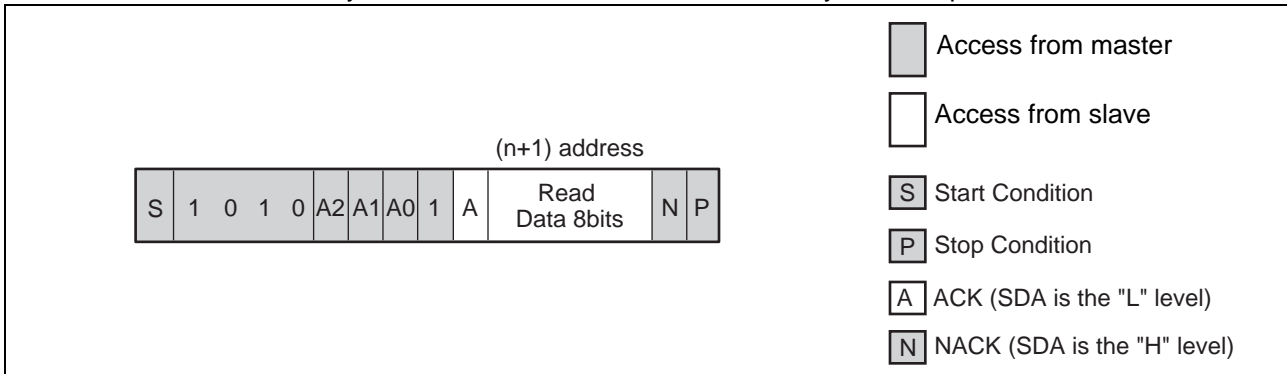 (n+1) address
S 1 0 1 0 A2 A1 A0 1 A Read Data 8bits N P
Access from master
Access from slave
S Start Condition
P Stop Condition
A ACK (SDA is the "L" level)
N NACK (SDA is the "H" level)